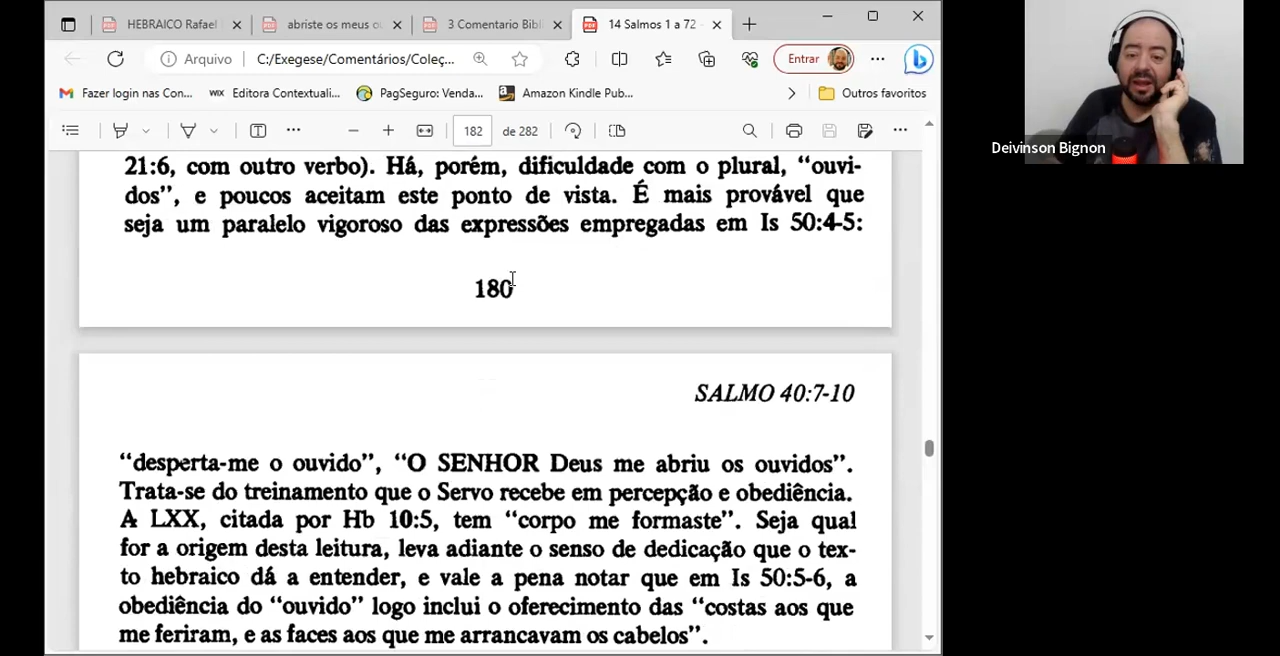 HEBRAICO Rafael
abriste os meus o
3 Comentario Bibl
14 Salmos 1 a 72 -
Arquivo
C:/Exegese/Comentários/Coleç...
Entrar
Fazer login nas Con...
WIX Editora Contextuali...
PagSeguro: Venda...
Amazon Kindle Pub...
Outros favoritos
182 de 282
Deivinson Bignon
21:6, com outro verbo). Há, porém, dificuldade com o plural, “ouvi-
dos”, e poucos aceitam este ponto de vista. É mais provável que
seja um paralelo vigoroso das expressões empregadas em Is 50:4-5:
180
SALMO 40:7-10
“desperta-me o ouvido”, “O SENHOR Deus me abriu os ouvidos”.
Trata-se do treinamento que o Servo recebe em percepção e obediência.
A LXX, citada por Hb 10:5, tem “corpo me formaste”. Seja qual
for a origem desta leitura, leva adiante o senso de dedicação que o tex-
to hebraico dá a entender, e vale a pena notar que em Is 50:5-6, a
obediência do “ouvido” logo inclui o oferecimento das “costas aos que
me feriram, e as faces aos que me arrancavam os cabelos”.